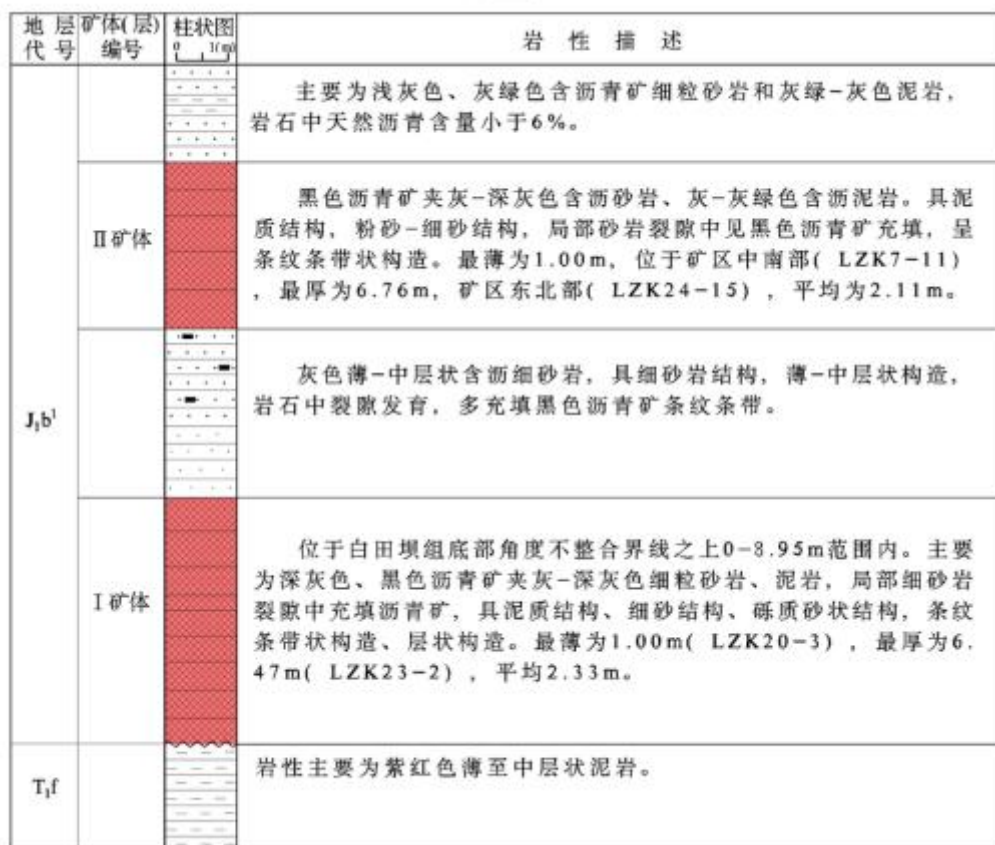 地层代号 矿体(层)编号 柱状图 0 1(m) 岩性描述
主要为浅灰色、灰绿色含沥青矿细粒砂岩和灰绿-灰色泥岩,
岩石中天然沥青含量小于6%。
II矿体
黑色沥青矿夹灰-深灰色含沥砂岩、灰-灰绿色含沥泥岩。具泥
质结构, 粉砂-细砂结构, 局部砂岩裂隙中见黑色沥青矿充填, 呈
条纹条带状构造。最薄为1.00m, 位于矿区中南部( LZK7-11)
, 最厚为6.76m, 矿区东北部( LZK24-15) , 平均为2.11m。
J₁b¹
灰色薄-中层状含沥细砂岩, 具细砂岩结构, 薄-中层状构造,
岩石中裂隙发育, 多充填黑色沥青矿条纹条带。
I矿体
位于白田坝组底部角度不整合界线之上0-8.95m范围内。主要
为深灰色、黑色沥青矿夹灰-深灰色细粒砂岩、泥岩, 局部细砂岩
裂隙中充填沥青矿, 具泥质结构、细砂结构、砾质砂状结构, 条纹
条带状构造、层状构造。最薄为1.00m( LZK20-3) , 最厚为6.
47m( LZK23-2) , 平均2.33m。
T₁f
岩性主要为紫红色薄至中层状泥岩。